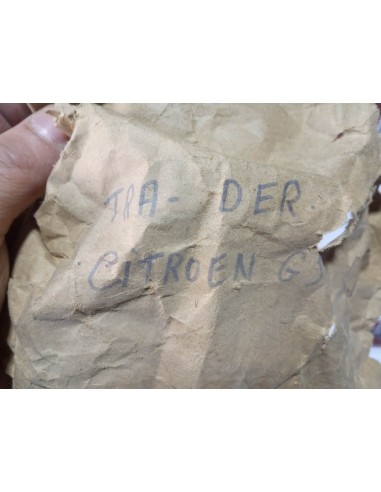 TRA- DER
CITROEN GS